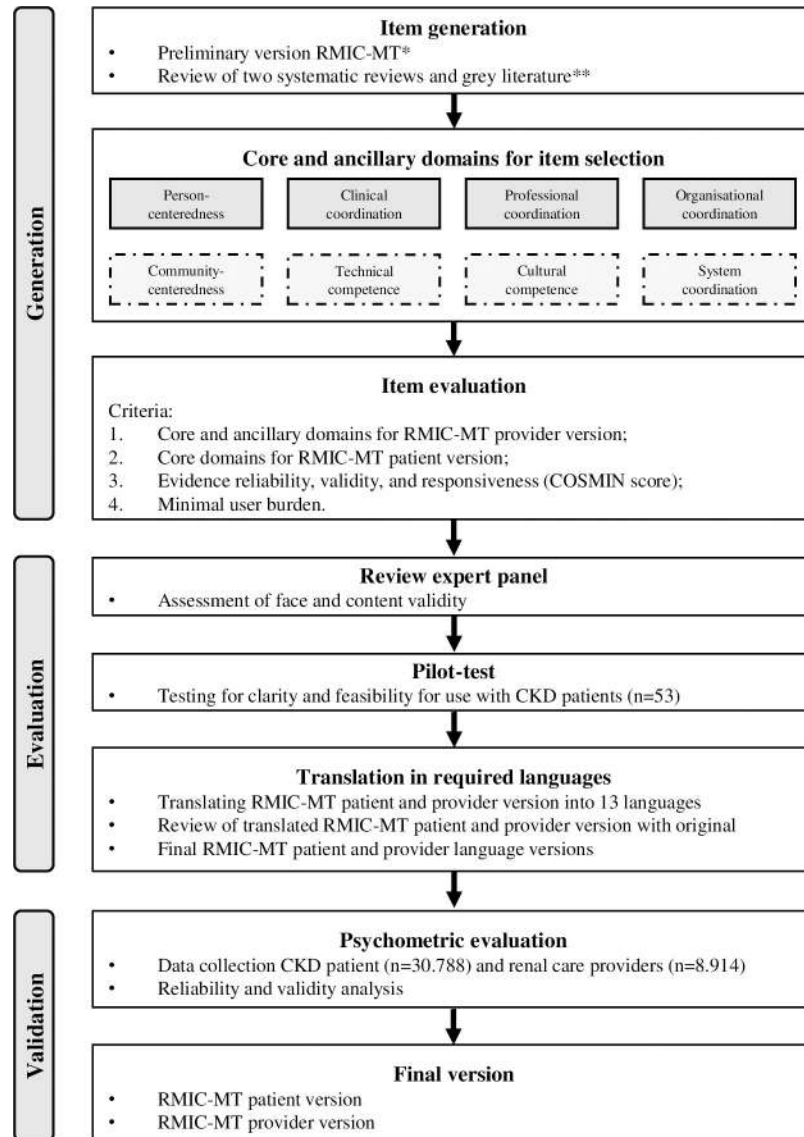 Generation
Item generation
• Preliminary version RMIC-MT*
• Review of two systematic reviews and grey literature**
Core and ancillary domains for item selection
Person-
centeredness
Clinical
coordination
Professional
coordination
Organisational
coordination
Community-
centeredness
Technical
competence
Cultural
competence
System
coordination
Item evaluation
Criteria:
1. Core and ancillary domains for RMIC-MT provider version;
2. Core domains for RMIC-MT patient version;
3. Evidence reliability, validity, and responsiveness (COSMIN score);
4. Minimal user burden.
Evaluation
Review expert panel
• Assessment of face and content validity
Pilot-test
• Testing for clarity and feasibility for use with CKD patients (n=53)
Translation in required languages
• Translating RMIC-MT patient and provider version into 13 languages
• Review of translated RMIC-MT patient and provider version with original
• Final RMIC-MT patient and provider language versions
Validation
Psychometric evaluation
• Data collection CKD patient (n=30.788) and renal care providers (n=8.914)
• Reliability and validity analysis
Final version
• RMIC-MT patient version
• RMIC-MT provider version